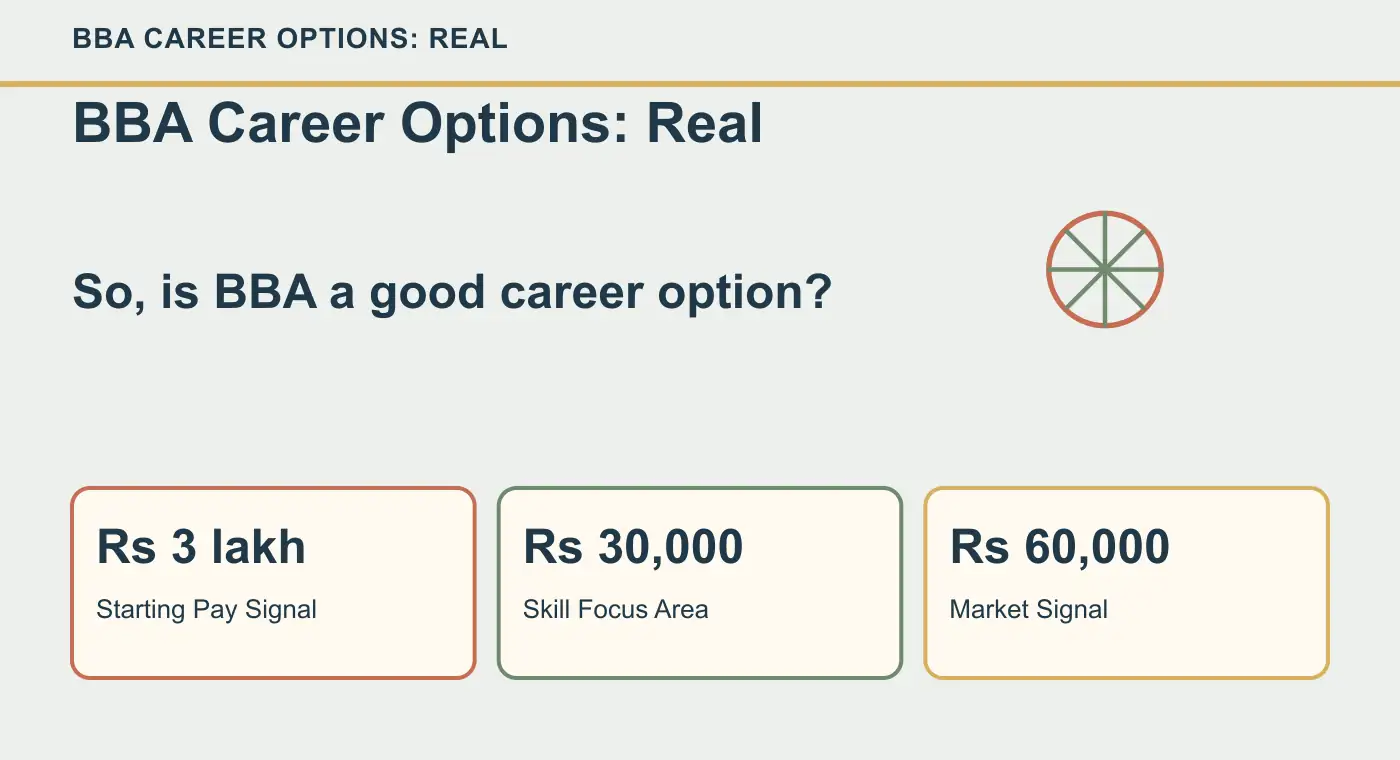 BBA CAREER OPTIONS: REAL
BBA Career Options: Real
So, is BBA a good career option?
Rs 3 lakh
Starting Pay Signal
Rs 30,000
Skill Focus Area
Rs 60,000
Market Signal